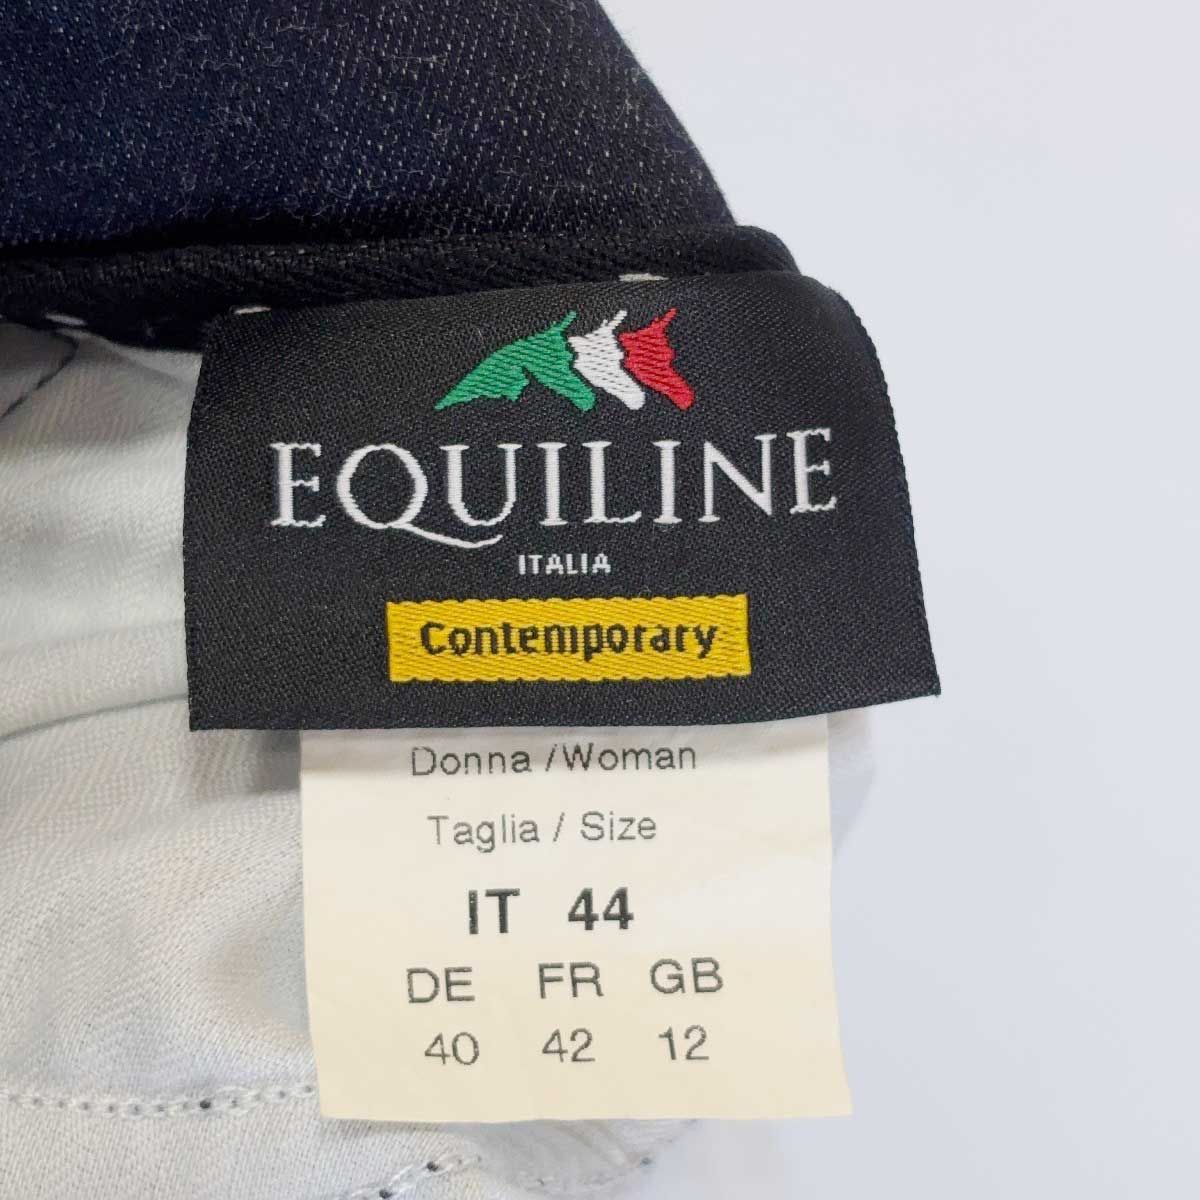 EQUILINE
ITALIA
Contemporary
Donna / Woman
Taglia / Size
IT 44
DE FR GB
40 42 12